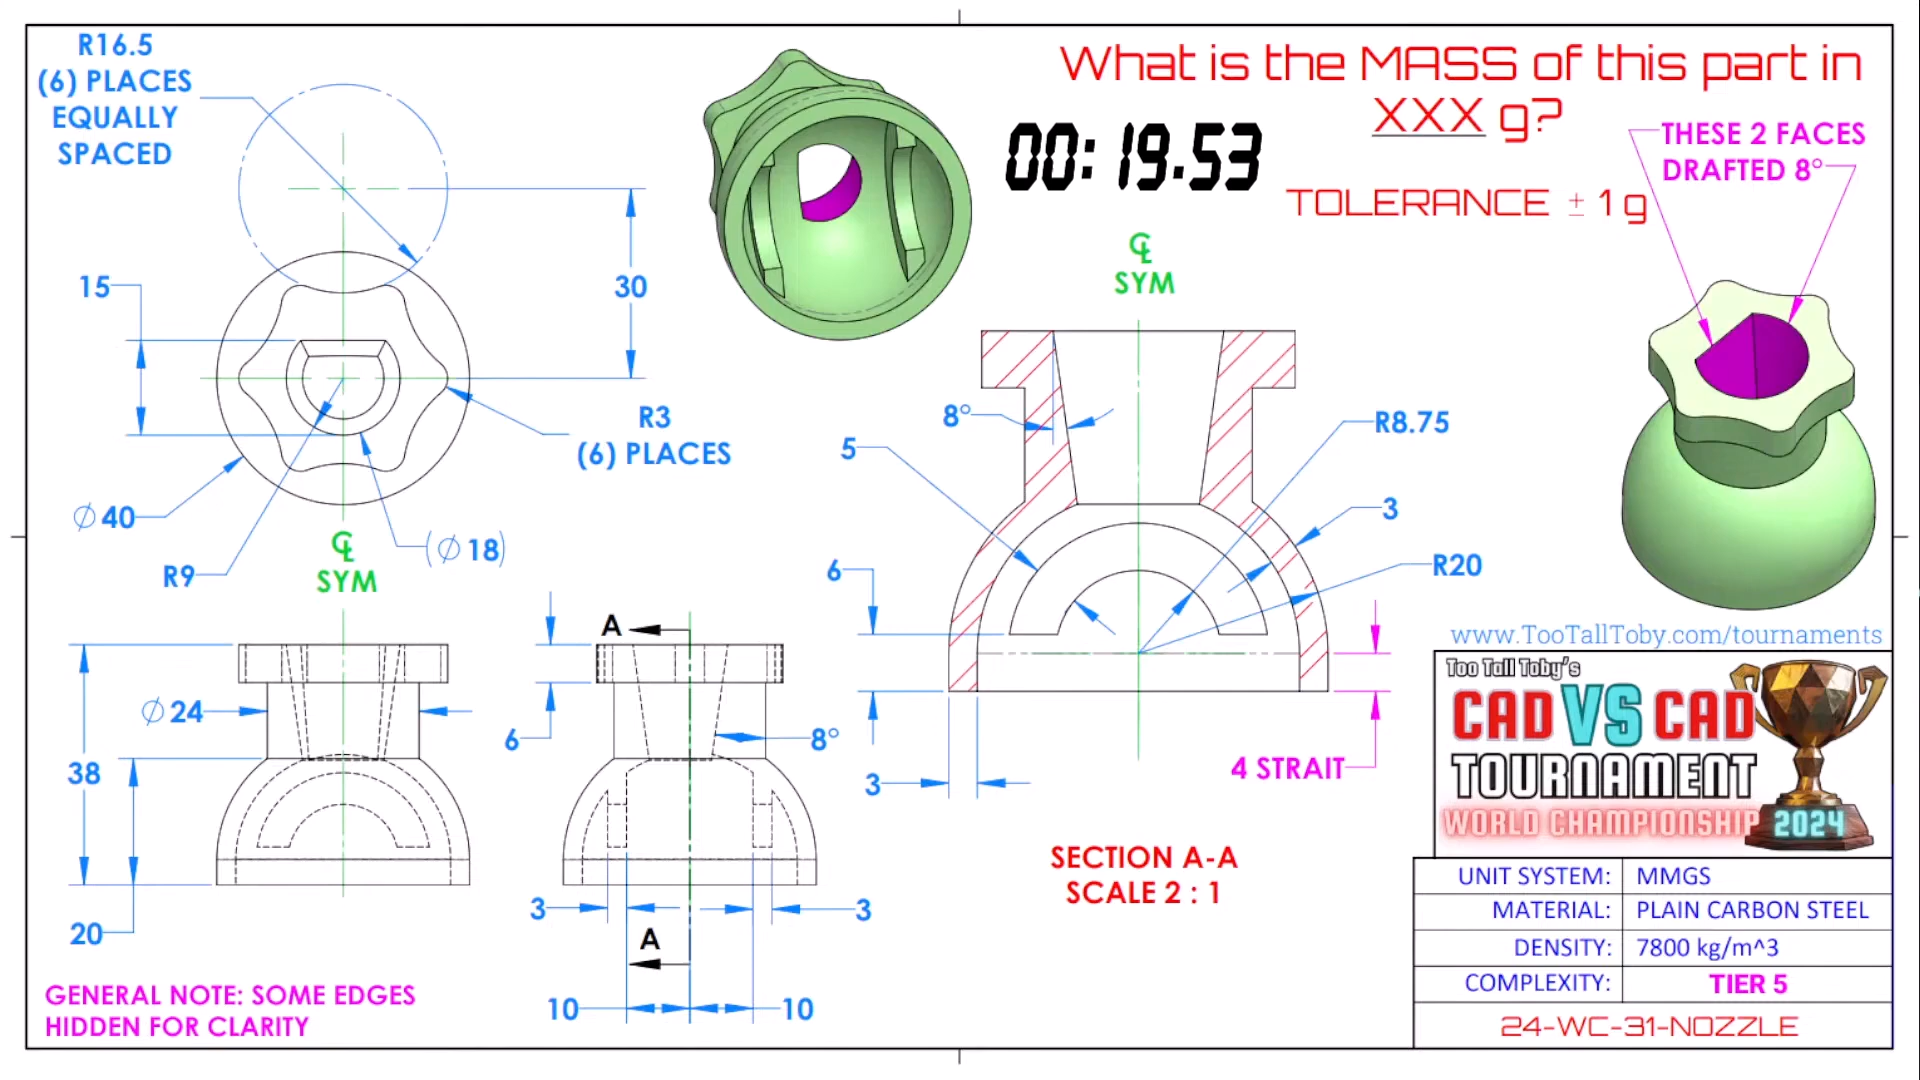 R16.5
(6) PLACES
EQUALLY
SPACED
What is the MASS of this part in
XXX g?
00:19.53
TOLERANCE ± 1 g
THESE 2 FACES
DRAFTED 8°
℄
SYM
15
30
R3
(6) PLACES
8°
R8.75
5
Ø 40
3
(Ø 18)
℄
SYM
R9
6
R20
A
4 STRAIT
Ø 24
6
8°
38
3
20
3
3
A
10
10
SECTION A-A
SCALE 2 : 1
GENERAL NOTE: SOME EDGES
HIDDEN FOR CLARITY
www.TooTallToby.com/tournaments
Too Tall Toby's
CAD VS CAD
TOURNAMENT
WORLD CHAMPIONSHIP 2024
UNIT SYSTEM: MMGS
MATERIAL: PLAIN CARBON STEEL
DENSITY: 7800 kg/m^3
COMPLEXITY: TIER 5
24-WC-31-NOZZLE